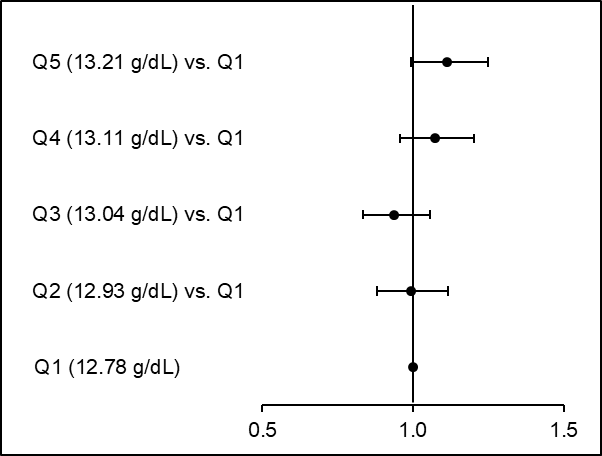 Q5 (13.21 g/dL) vs. Q1
Q4 (13.11 g/dL) vs. Q1
Q3 (13.04 g/dL) vs. Q1
Q2 (12.93 g/dL) vs. Q1
Q1 (12.78 g/dL)
0.5 1.0 1.5